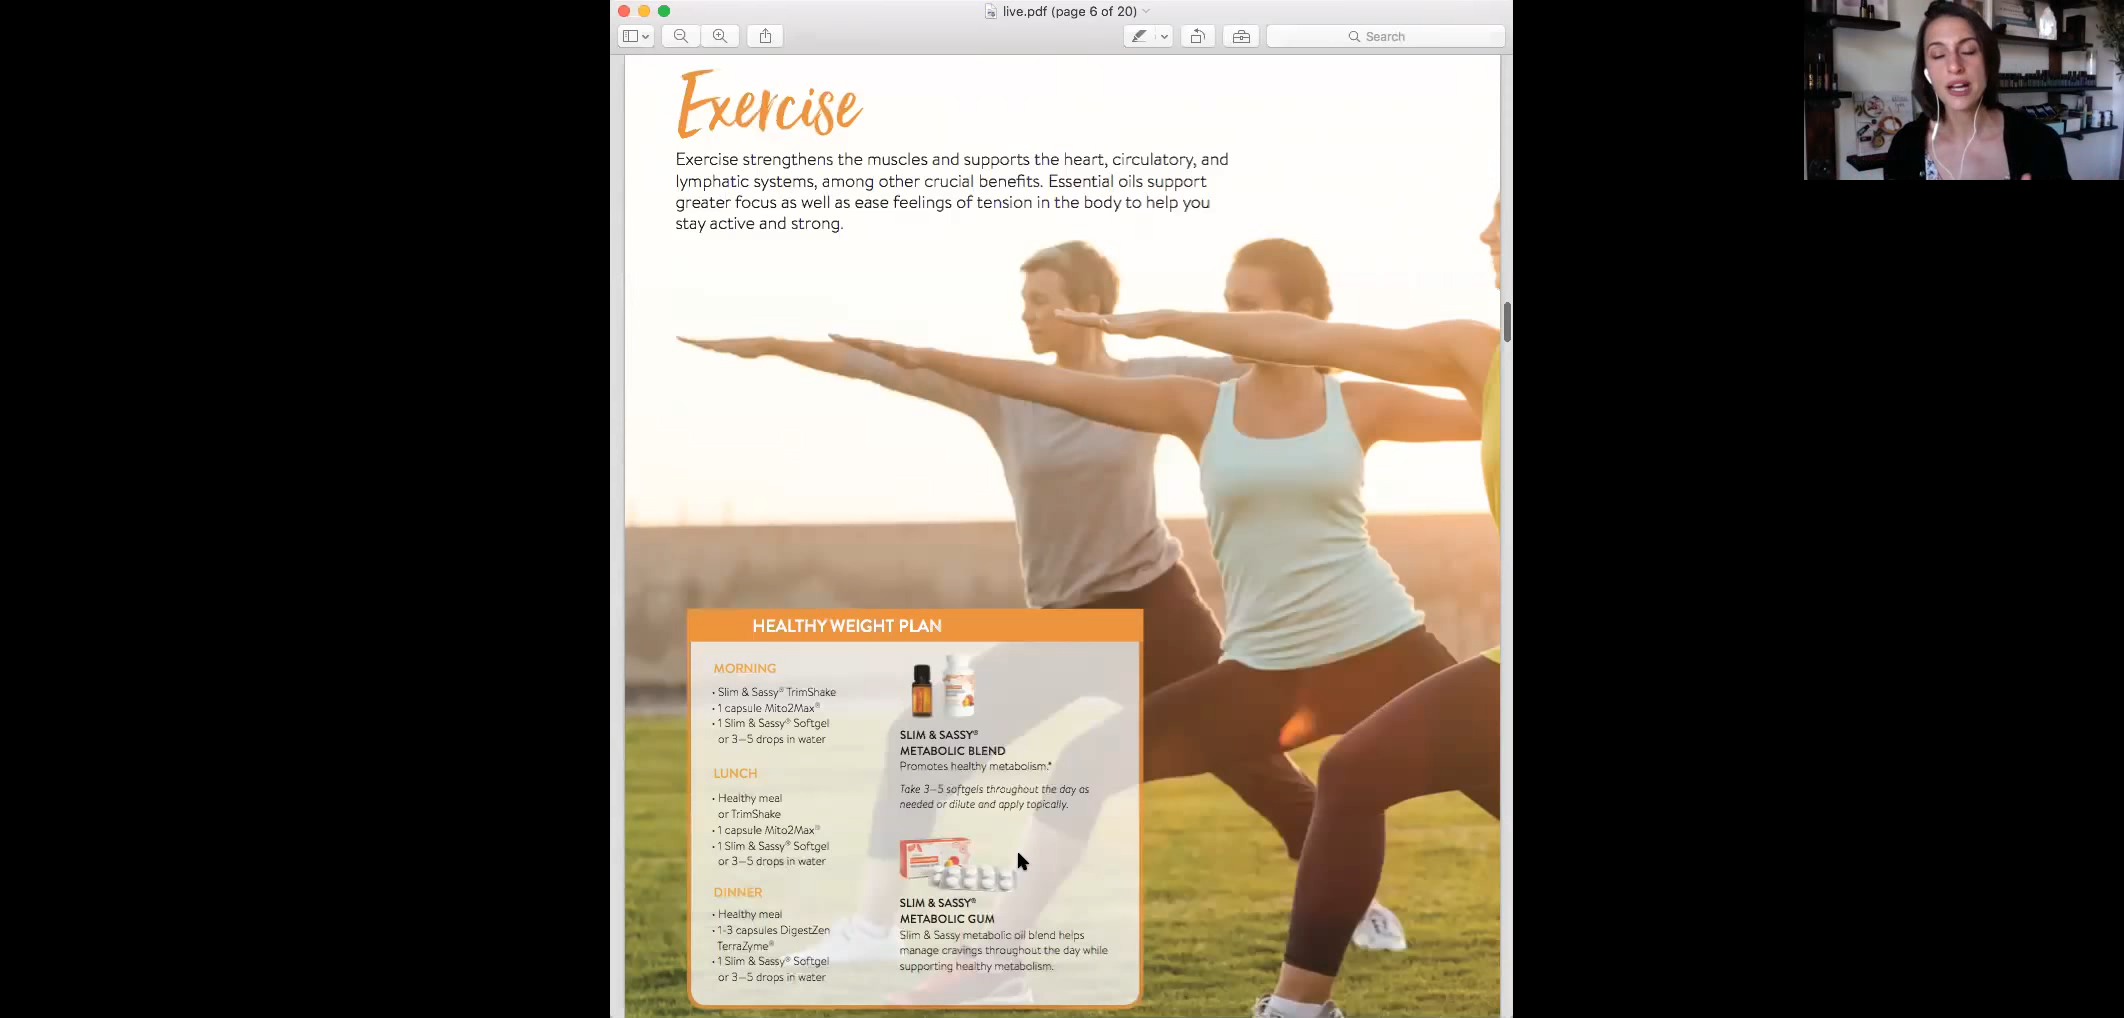 live.pdf (page 6 of 20)
Search
Exercise
Exercise strengthens the muscles and supports the heart, circulatory, and
lymphatic systems, among other crucial benefits. Essential oils support
greater focus as well as ease feelings of tension in the body to help you
stay active and strong.
HEALTHY WEIGHT PLAN
MORNING
• Slim & Sassy® TrimShake
• 1 capsule Mito2Max®
• 1 Slim & Sassy® Softgel
or 3–5 drops in water
LUNCH
• Healthy meal
or TrimShake
• 1 capsule Mito2Max®
• 1 Slim & Sassy® Softgel
or 3–5 drops in water
DINNER
• Healthy meal
• 1-3 capsules DigestZen
TerraZyme®
• 1 Slim & Sassy® Softgel
or 3–5 drops in water
SLIM & SASSY®
METABOLIC BLEND
Promotes healthy metabolism.*
Take 3–5 softgels throughout the day as
needed or dilute and apply topically.
SLIM & SASSY®
METABOLIC GUM
Slim & Sassy metabolic oil blend helps
manage cravings throughout the day while
supporting healthy metabolism.